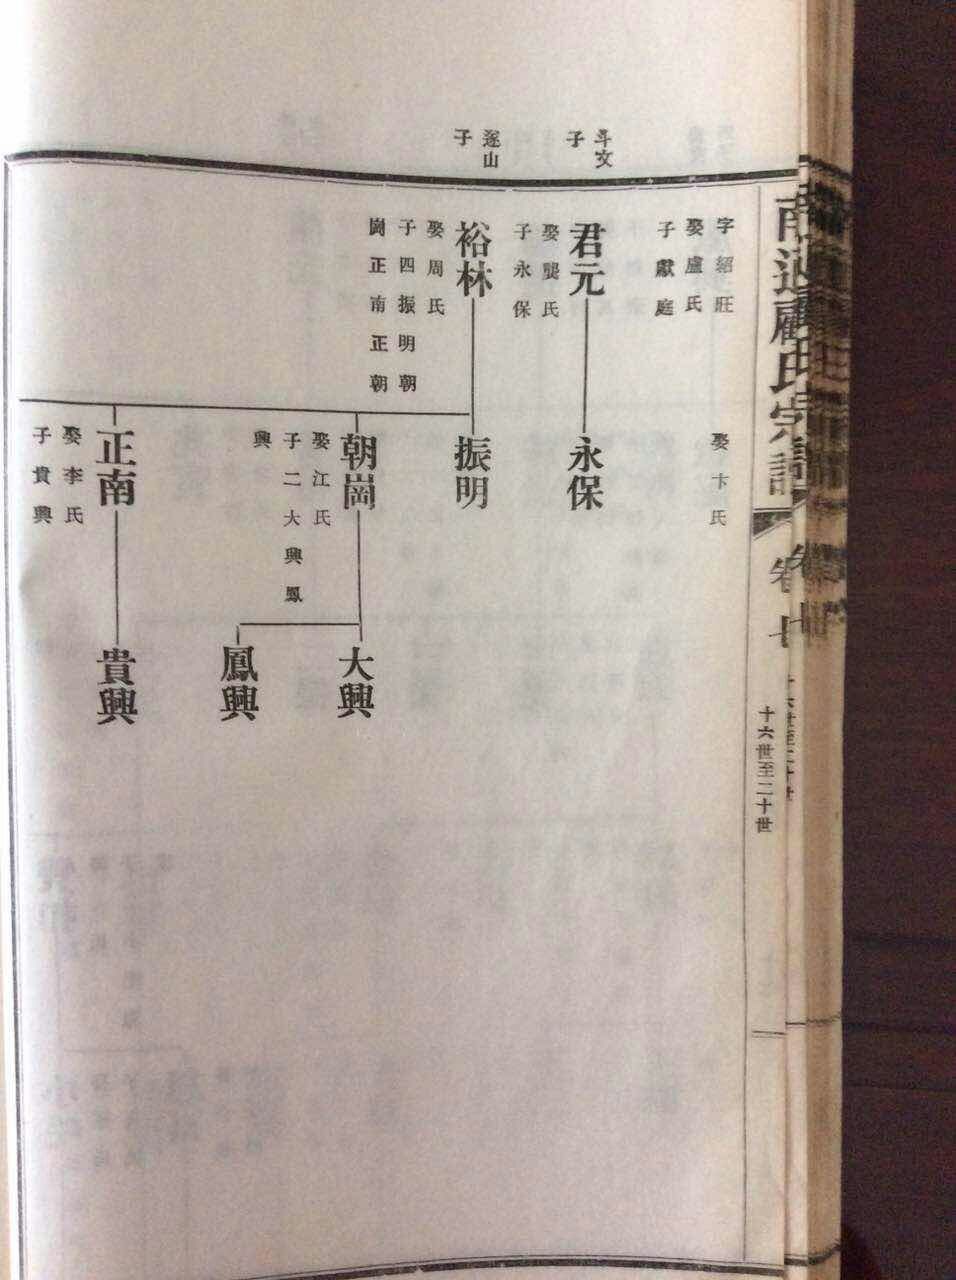 南通顧氏宗譜
卷七
十六世至二十世
字紹旺
娶盧氏
子獻庭
娶卞氏
斗文
子
君元
娶龔氏
子永保
永保
逐山
子
裕林
娶周氏
子四振明朝
崗正南正朝
振明
朝崗
娶江氏
子二大興鳳
興
大興
鳳興
正南
娶李氏
子貴興
貴興